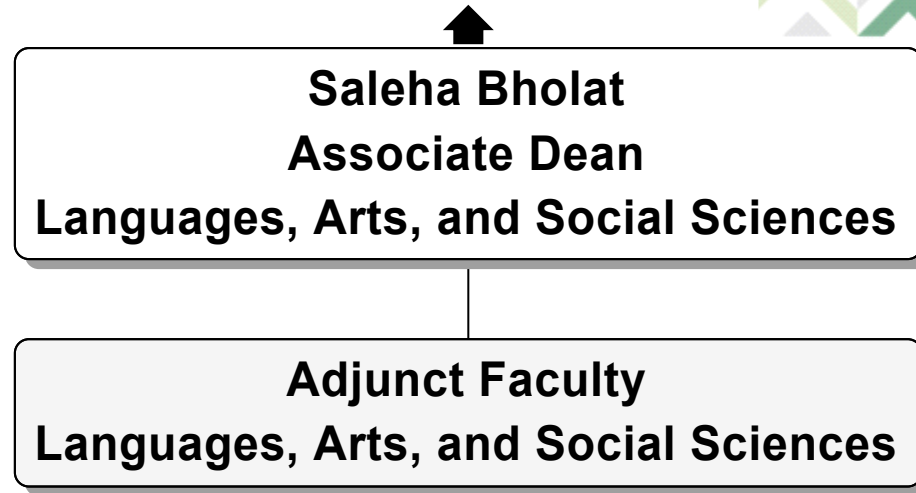 Saleha Bholat
Associate Dean
Languages, Arts, and Social Sciences
Adjunct Faculty
Languages, Arts, and Social Sciences